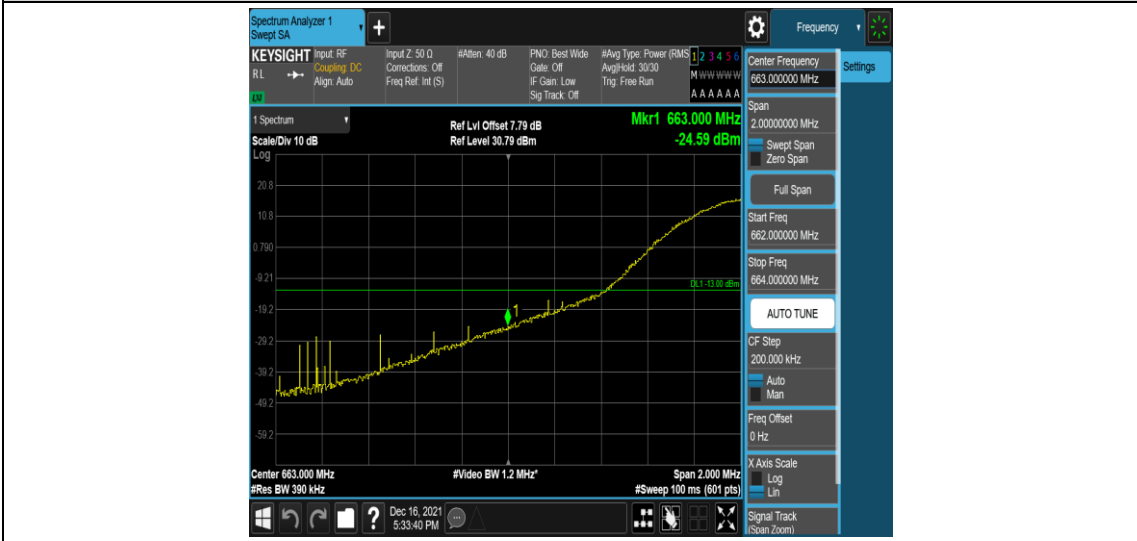 Spectrum Analyzer 1
Swept SA
Frequency
KEYSIGHT
RL
Input: RF
Coupling: DC
Align: Auto
Input Z: 50 Ω
Corrections: Off
Freq Ref: Int (S)
#Atten: 40 dB
PNO: Best Wide
Gate: Off
IF Gain: Low
Sig Track: Off
#Avg Type: Power (RMS
Avg|Hold: 30/30
Trig: Free Run
1 2 3 4 5 6
M W W W W W
A A A A A A
1 Spectrum
Scale/Div 10 dB
Log
Ref Lvl Offset 7.79 dB
Ref Level 30.79 dBm
Mkr1 663.000 MHz
-24.59 dBm
20.8
10.8
0.790
-9.21
-19.2
-29.2
-39.2
-49.2
-59.2
DL1 -13.00 dBm
1
Center 663.000 MHz
#Res BW 390 kHz
#Video BW 1.2 MHz*
Span 2.000 MHz
#Sweep 100 ms (601 pts)
Dec 16, 2021
5:33:40 PM
Center Frequency
663.000000 MHz
Settings
Span
2.00000000 MHz
Swept Span
Zero Span
Full Span
Start Freq
662.000000 MHz
Stop Freq
664.000000 MHz
AUTO TUNE
CF Step
200.000 kHz
Auto
Man
Freq Offset
0 Hz
X Axis Scale
Log
Lin
Signal Track
(Span Zoom)